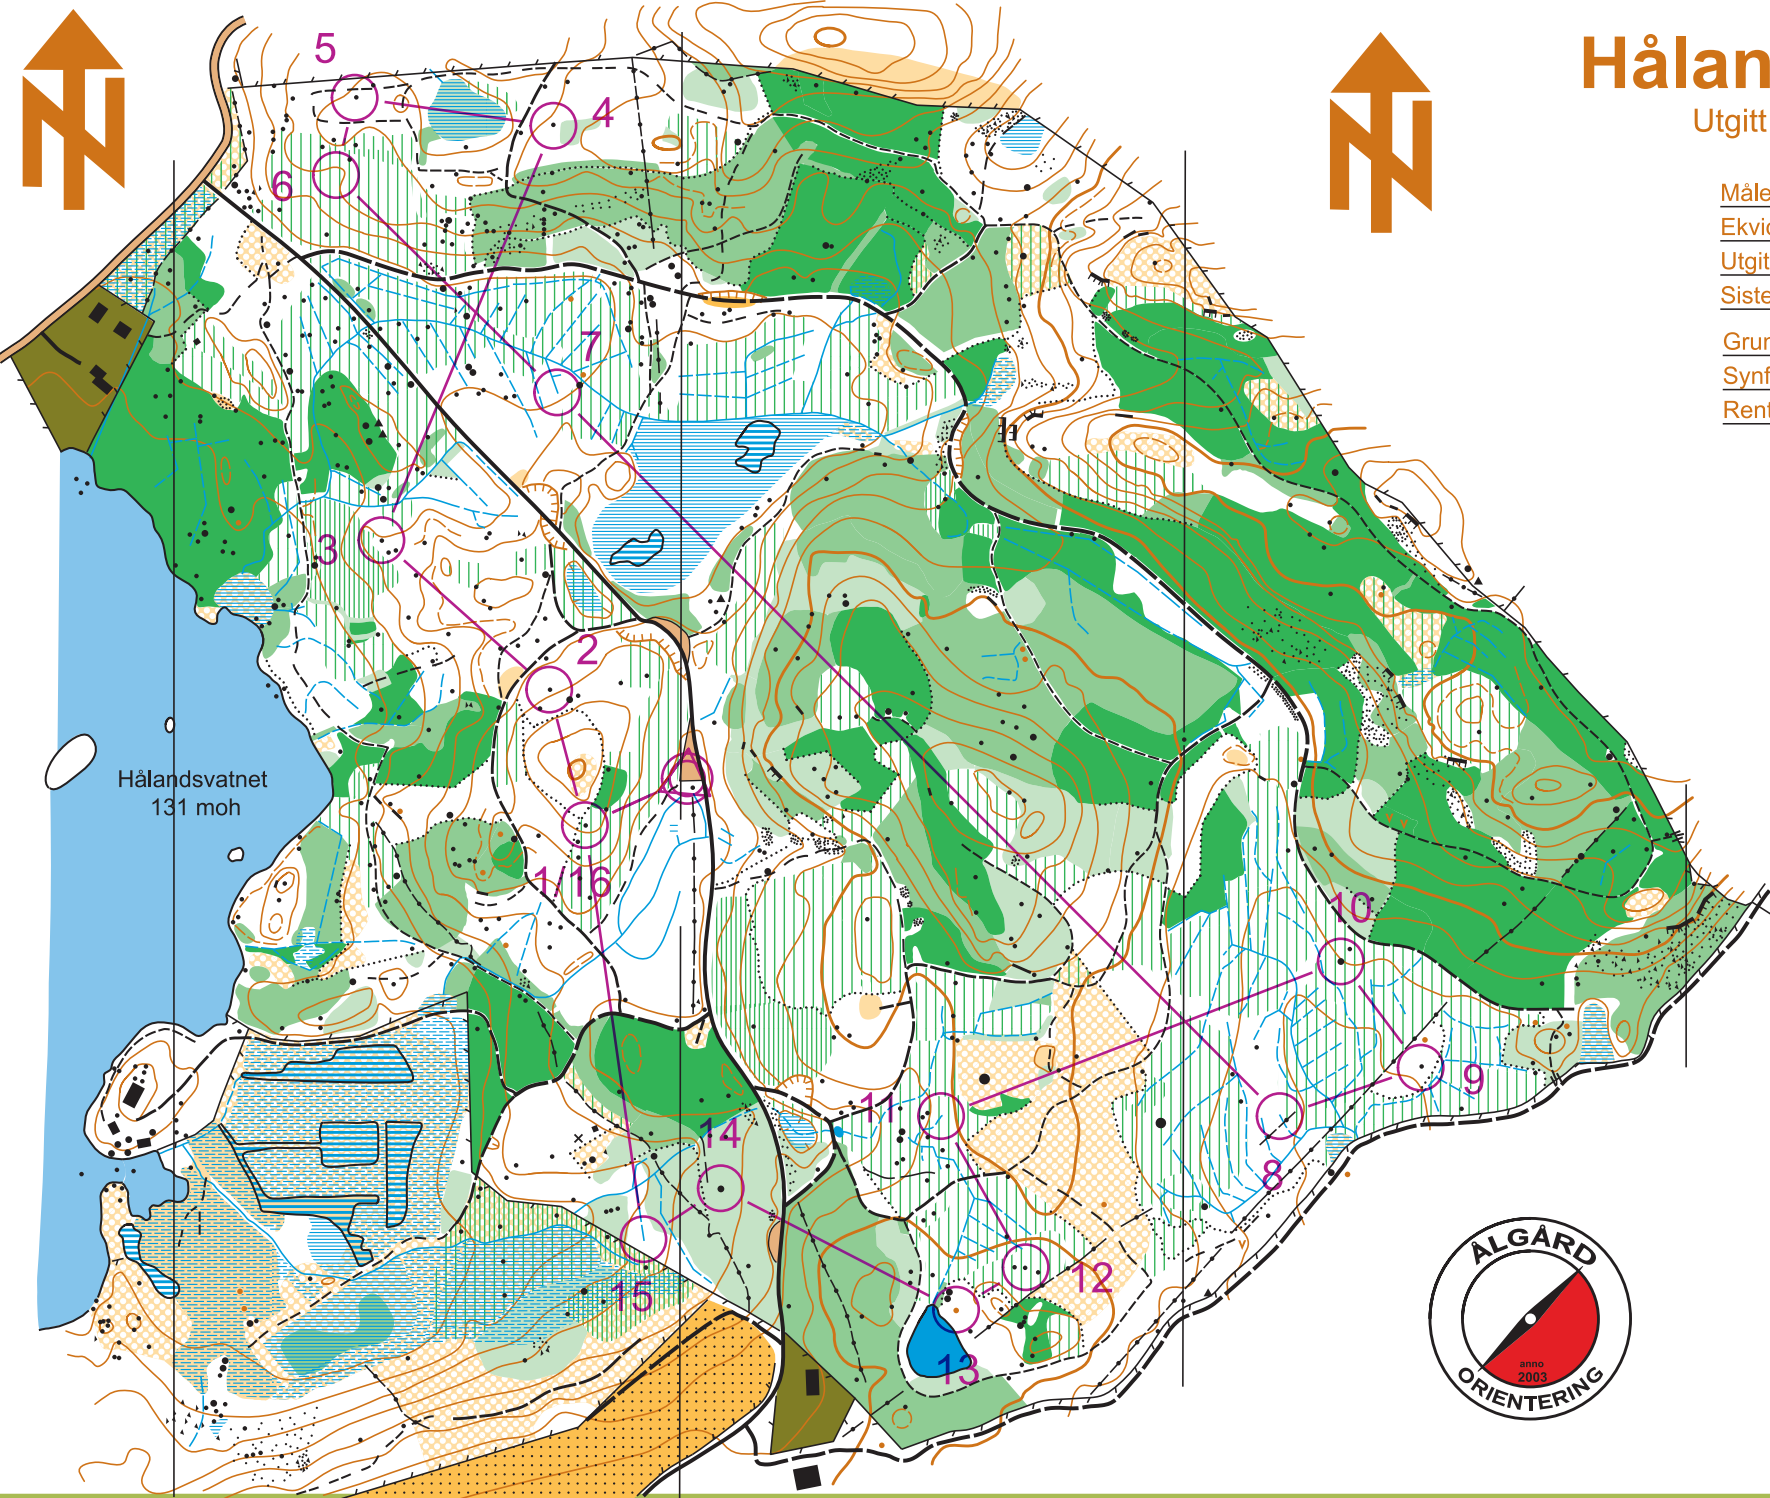 Hålan
Utgitt
Måle
Ekvid
Utgit
Siste
Grun
Synf
Rent
5
4
6
7
3
2
1/16
Hålandsvatnet
131 moh
10
9
11
14
8
12
15
13
ÅLGÅRD
anno
2003
ORIENTERING